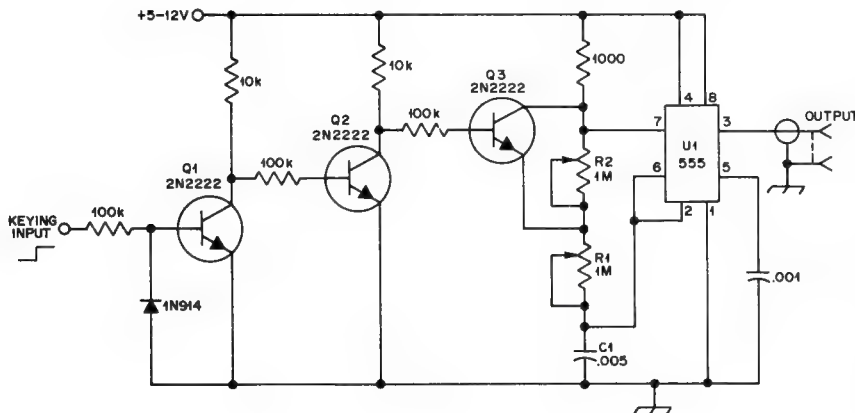 +5-12V
10k
10k
1000
Q3
2N2222
Q2
2N2222
100k
4
8
OUTPUT
7
3
U1
555
Q1
2N2222
100k
R2
1M
6
5
2
1
KEYING
INPUT
100k
R1
1M
1N914
.001
C1
.005